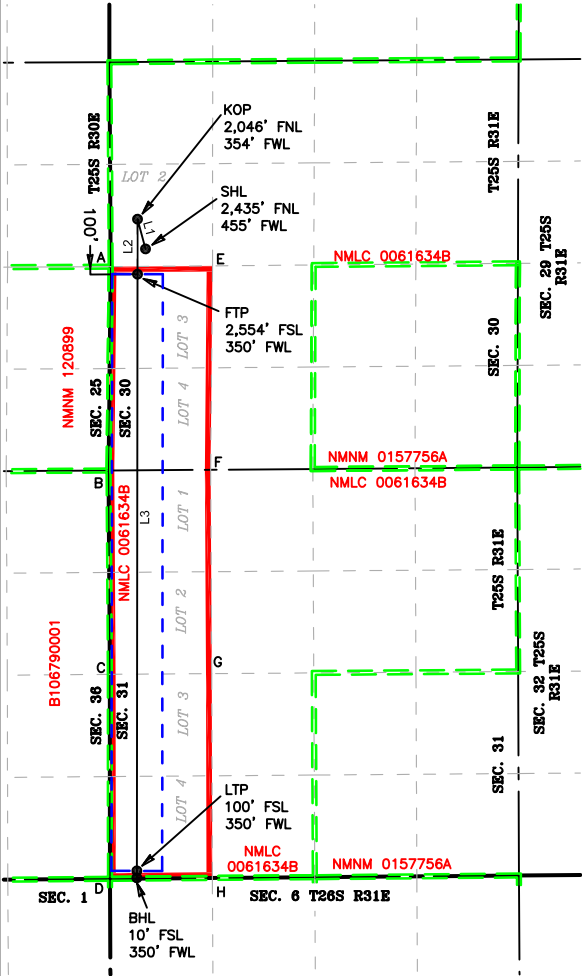 KOP
2,046' FNL
354' FWL
T25S R30E
T25S R31E
LOT 2
SHL
2,435' FNL
455' FWL
100'
L1
L2
A
E
NMLC 0061634B
SEC. 29 T25S
R31E
FTP
2,554' FSL
350' FWL
LOT 3
SEC. 30
NMNM 120899
SEC. 25
SEC. 30
LOT 4
B
F
NMNM 0157756A
NMLC 0061634B
NMLC 0061634B
L3
LOT 1
T25S R31E
LOT 2
B106790001
C
G
SEC. 36
SEC. 31
LOT 3
SEC. 32 T25S
R31E
SEC. 31
LOT 4
LTP
100' FSL
350' FWL
NMLC
0061634B
NMNM 0157756A
D
H
SEC. 1
SEC. 6 T26S R31E
BHL
10' FSL
350' FWL